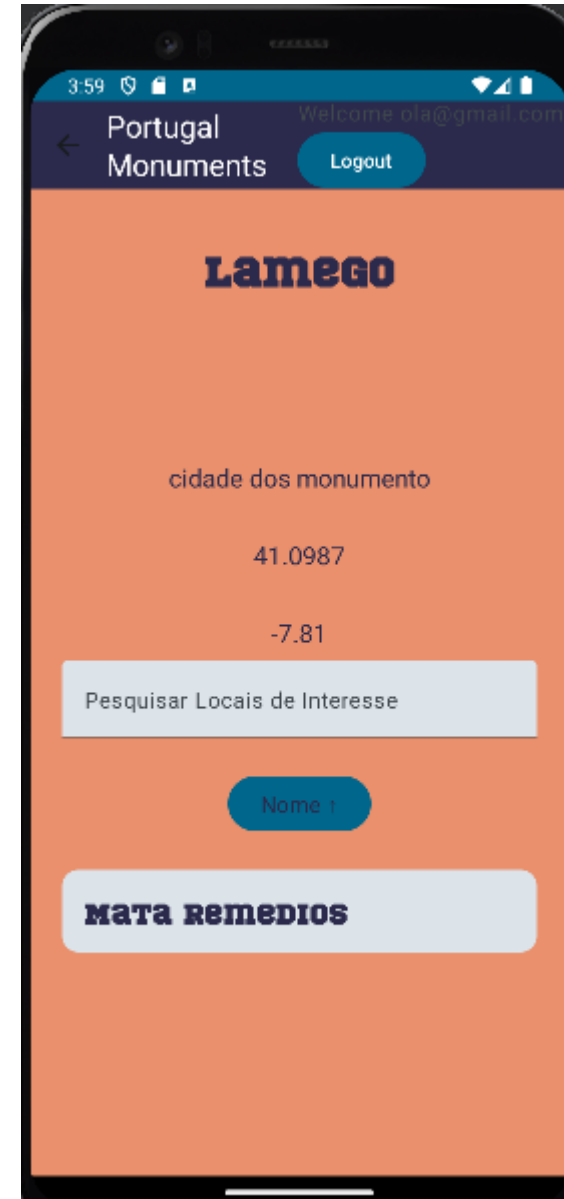 3:59
Portugal
Monuments
Welcome ola@gmail.com
Logout
Lamego
cidade dos monumento
41.0987
-7.81
Pesquisar Locais de Interesse
Nome ↑
Mata Remedios